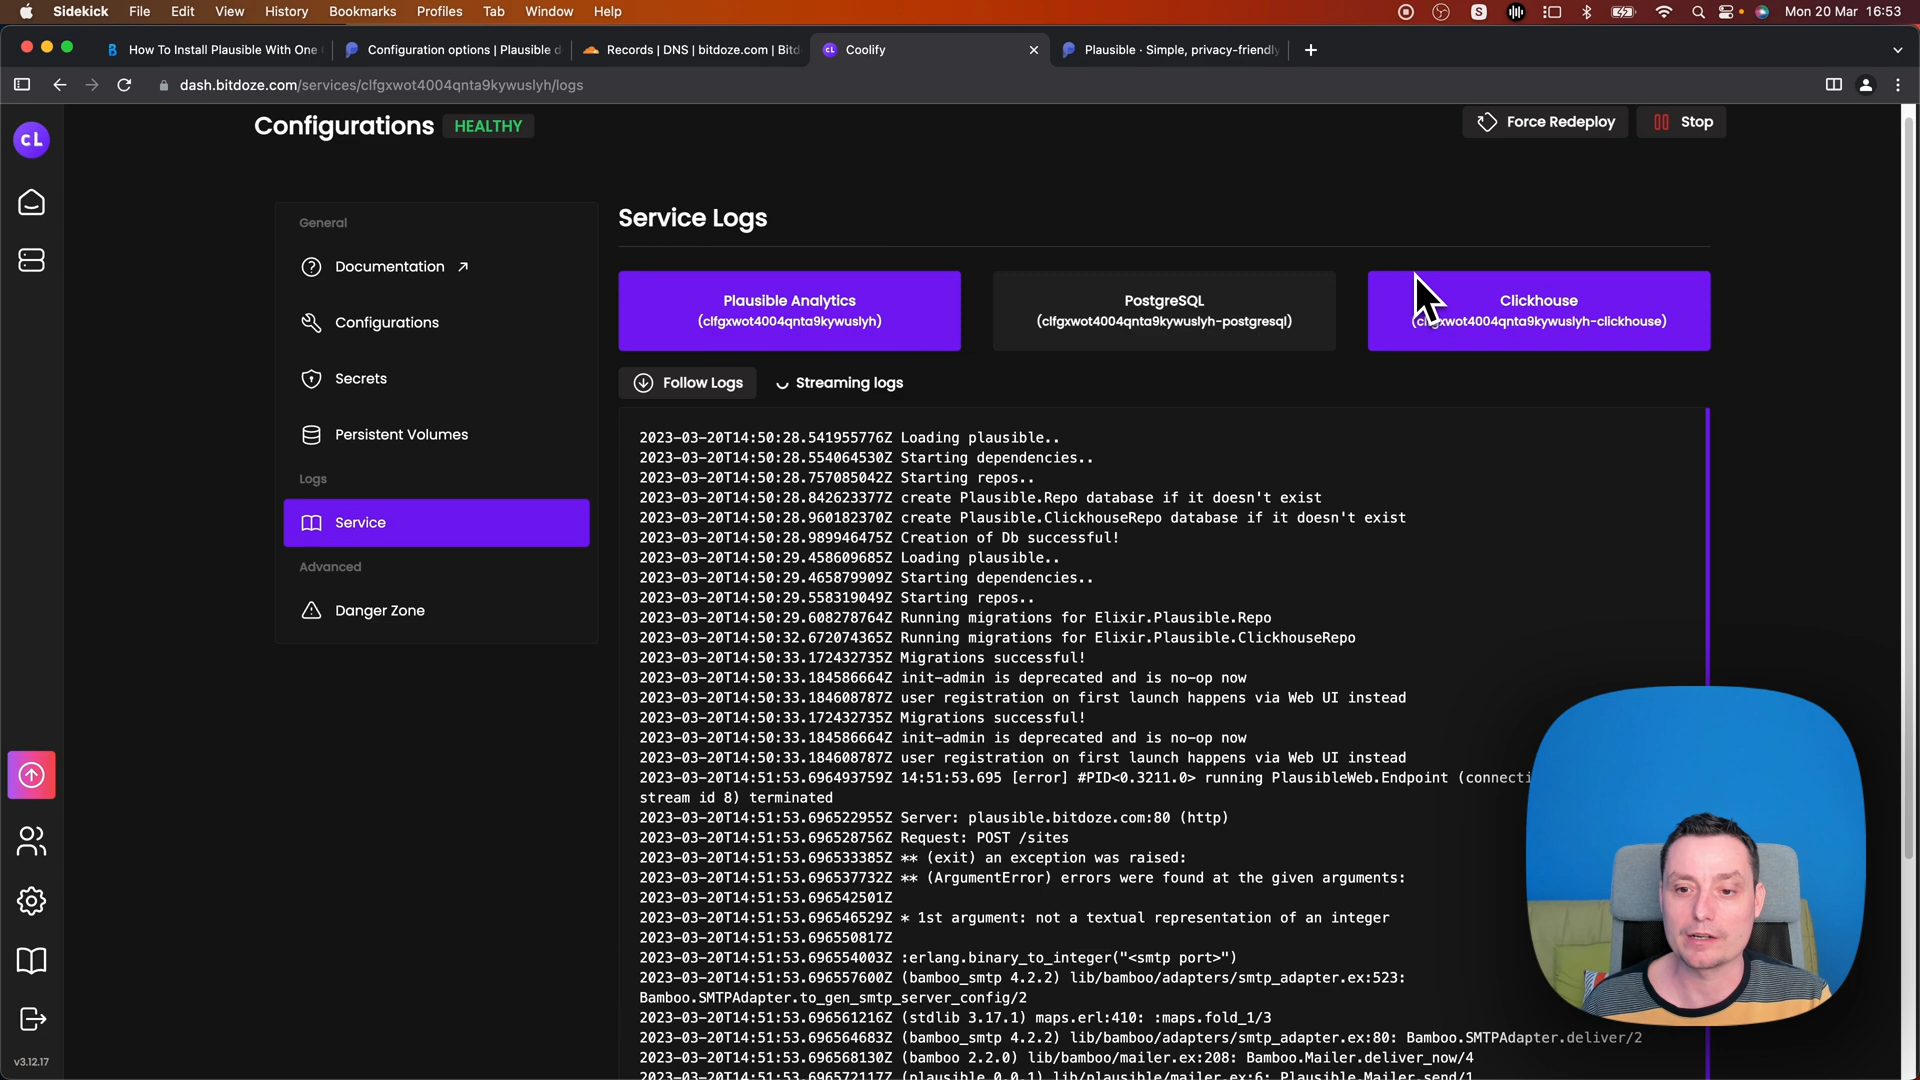 Sidekick File Edit View History Bookmarks Profiles Tab Window Help
Mon 20 Mar 16:53
How To Install Plausible With One
Configuration options | Plausible d
Records | DNS | bitdoze.com | Bitd
Coolify
Plausible · Simple, privacy-friendly
dash.bitdoze.com/services/clfgxwot4004qnta9kywuslyh/logs
cL
Configurations HEALTHY
Force Redeploy
Stop
General
Documentation
Configurations
Secrets
Persistent Volumes
Logs
Service
Advanced
Danger Zone
v3.12.17
Service Logs
Plausible Analytics
(clfgxwot4004qnta9kywuslyh)
PostgreSQL
(clfgxwot4004qnta9kywuslyh-postgresql)
Clickhouse
(clfgxwot4004qnta9kywuslyh-clickhouse)
Follow Logs
Streaming logs
2023-03-20T14:50:28.541955776Z Loading plausible..
2023-03-20T14:50:28.554064530Z Starting dependencies..
2023-03-20T14:50:28.757085042Z Starting repos..
2023-03-20T14:50:28.842623377Z create Plausible.Repo database if it doesn't exist
2023-03-20T14:50:28.960182370Z create Plausible.ClickhouseRepo database if it doesn't exist
2023-03-20T14:50:28.989946475Z Creation of Db successful!
2023-03-20T14:50:29.458609685Z Loading plausible..
2023-03-20T14:50:29.465879909Z Starting dependencies..
2023-03-20T14:50:29.558319049Z Starting repos..
2023-03-20T14:50:29.608278764Z Running migrations for Elixir.Plausible.Repo
2023-03-20T14:50:32.672074365Z Running migrations for Elixir.Plausible.ClickhouseRepo
2023-03-20T14:50:33.172432735Z Migrations successful!
2023-03-20T14:50:33.184586664Z init-admin is deprecated and is no-op now
2023-03-20T14:50:33.184608787Z user registration on first launch happens via Web UI instead
2023-03-20T14:50:33.172432735Z Migrations successful!
2023-03-20T14:50:33.184586664Z init-admin is deprecated and is no-op now
2023-03-20T14:50:33.184608787Z user registration on first launch happens via Web UI instead
2023-03-20T14:51:53.696493759Z 14:51:53.695 [error] #PID<0.3211.0> running PlausibleWeb.Endpoint (connecti
stream id 8) terminated
2023-03-20T14:51:53.696522955Z Server: plausible.bitdoze.com:80 (http)
2023-03-20T14:51:53.696528756Z Request: POST /sites
2023-03-20T14:51:53.696533385Z ** (exit) an exception was raised:
2023-03-20T14:51:53.696537732Z ** (ArgumentError) errors were found at the given arguments:
2023-03-20T14:51:53.696542501Z
2023-03-20T14:51:53.696546529Z * 1st argument: not a textual representation of an integer
2023-03-20T14:51:53.696550817Z
2023-03-20T14:51:53.696554003Z :erlang.binary_to_integer("<smtp port>")
2023-03-20T14:51:53.696557600Z (bamboo_smtp 4.2.2) lib/bamboo/adapters/smtp_adapter.ex:523:
Bamboo.SMTPAdapter.to_gen_smtp_server_config/2
2023-03-20T14:51:53.696561216Z (stdlib 3.17.1) maps.erl:410: :maps.fold_1/3
2023-03-20T14:51:53.696564683Z (bamboo_smtp 4.2.2) lib/bamboo/adapters/smtp_adapter.ex:80: Bamboo.SMTPAdapter.deliver/2
2023-03-20T14:51:53.696568130Z (bamboo 2.2.0) lib/bamboo/mailer.ex:208: Bamboo.Mailer.deliver_now/4
2023-03-20T14:51:53.696572117Z (plausible 0.0.1) lib/plausible/mailer.ex:6: Plausible.Mailer.send/1